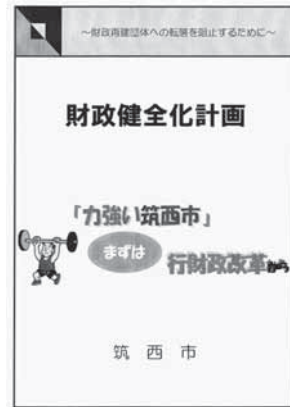 ～財政再建団体への転落を阻止するために～
財政健全化計画
「力強い筑西市」
まずは
行財政改革から
筑西市